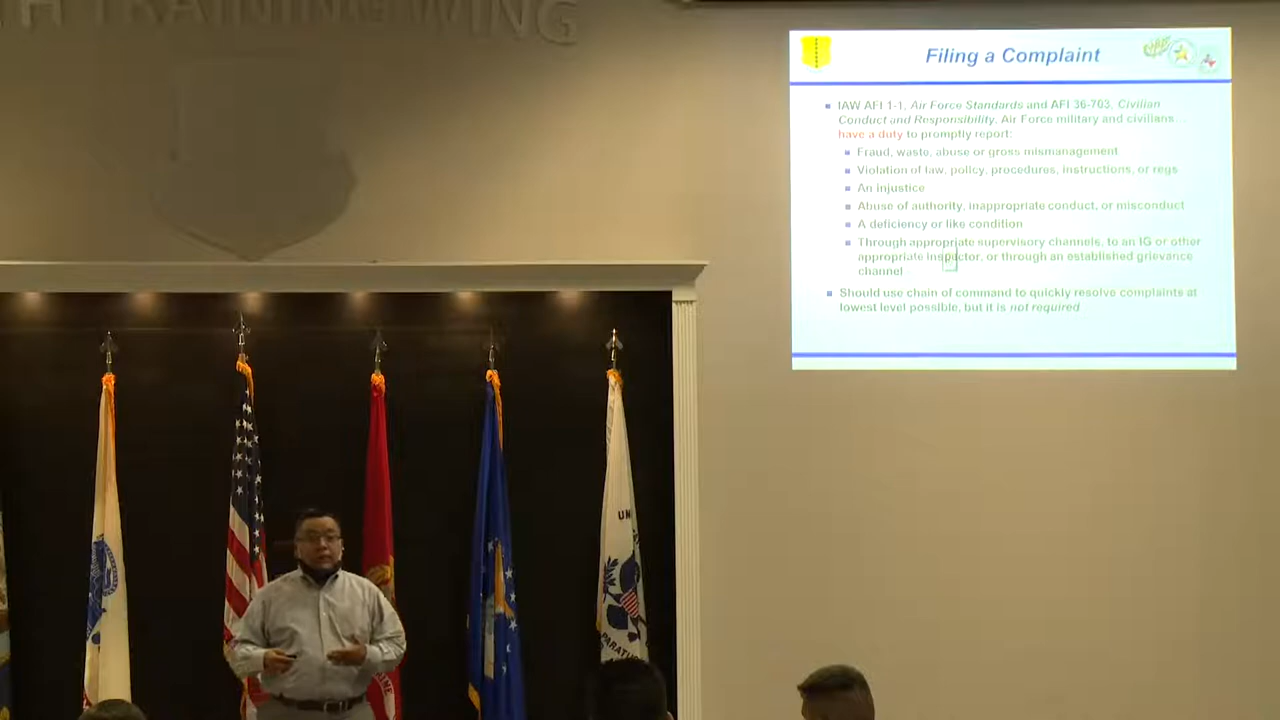 H TRAINING WING
Filing a Complaint
IAW AFI 1-1, Air Force Standards and AFI 36-703, Civilian
Conduct and Responsibility, Air Force military and civilians...
have a duty to promptly report:
Fraud, waste, abuse or gross mismanagement
Violation of law, policy, procedures, instructions, or regs
An injustice
Abuse of authority, inappropriate conduct, or misconduct
A deficiency or like condition
Through appropriate supervisory channels, to an IG or other
appropriate inspector, or through an established grievance
channel
Should use chain of command to quickly resolve complaints at
lowest level possible, but it is not required
UN
PARATU